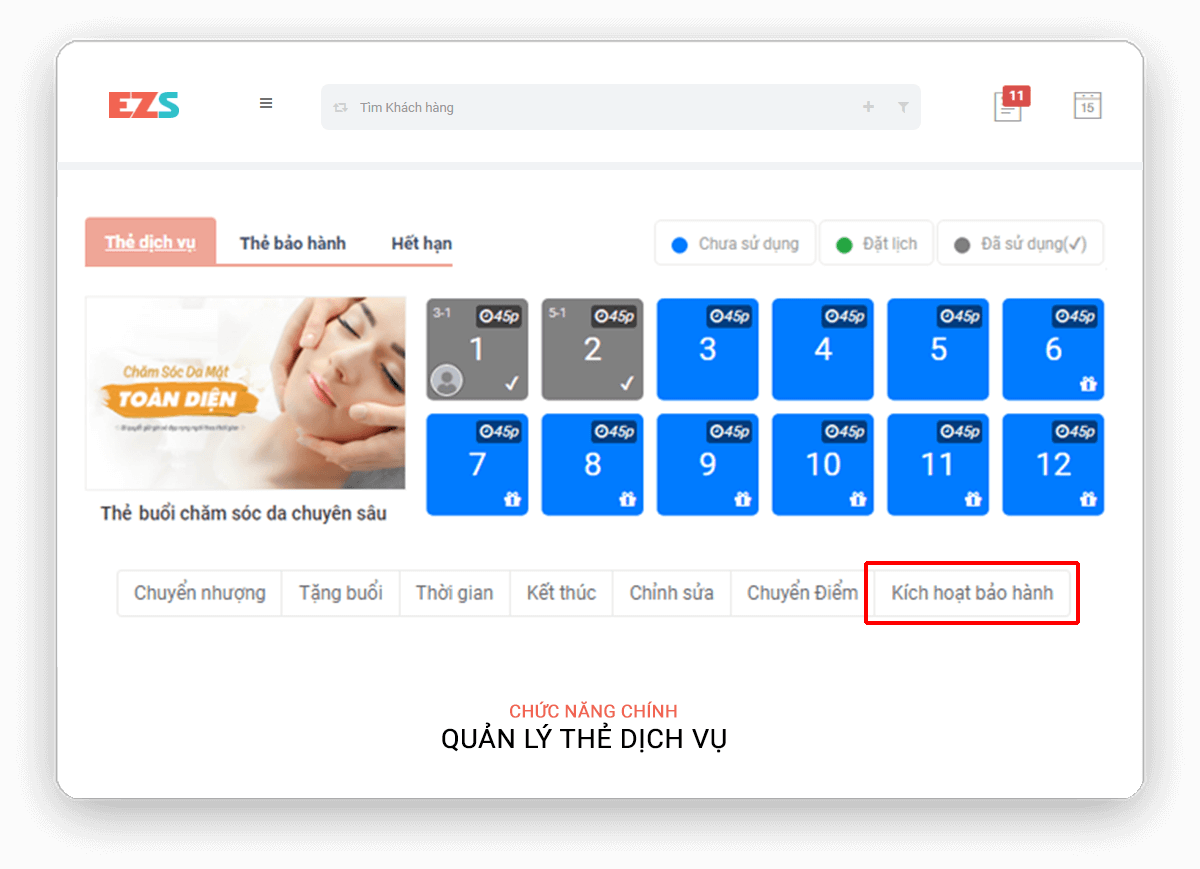 EZS
Tìm Khách hàng
11
15
Thẻ dịch vụ
Thẻ bảo hành
Hết hạn
Chưa sử dụng
Đặt lịch
Đã sử dụng(✓)
Chăm Sóc Da Mặt
TOÀN DIỆN
3-1 45p
1
5-1 45p
2
45p
3
45p
4
45p
5
45p
6
45p
7
45p
8
45p
9
45p
10
45p
11
45p
12
Thẻ buổi chăm sóc da chuyên sâu
Chuyển nhượng
Tặng buổi
Thời gian
Kết thúc
Chỉnh sửa
Chuyển Điểm
Kích hoạt bảo hành
CHỨC NĂNG CHÍNH
QUẢN LÝ THẺ DỊCH VỤ